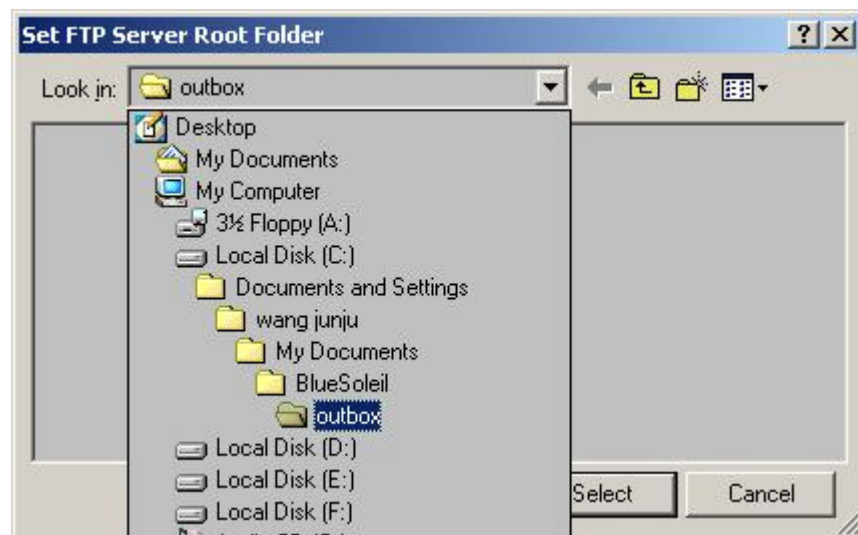 Set FTP Server Root Folder
Look in: outbox
Desktop
My Documents
My Computer
3½ Floppy (A:)
Local Disk (C:)
Documents and Settings
wang junju
My Documents
BlueSoleil
outbox
Local Disk (D:)
Local Disk (E:)
Local Disk (F:)
Select Cancel